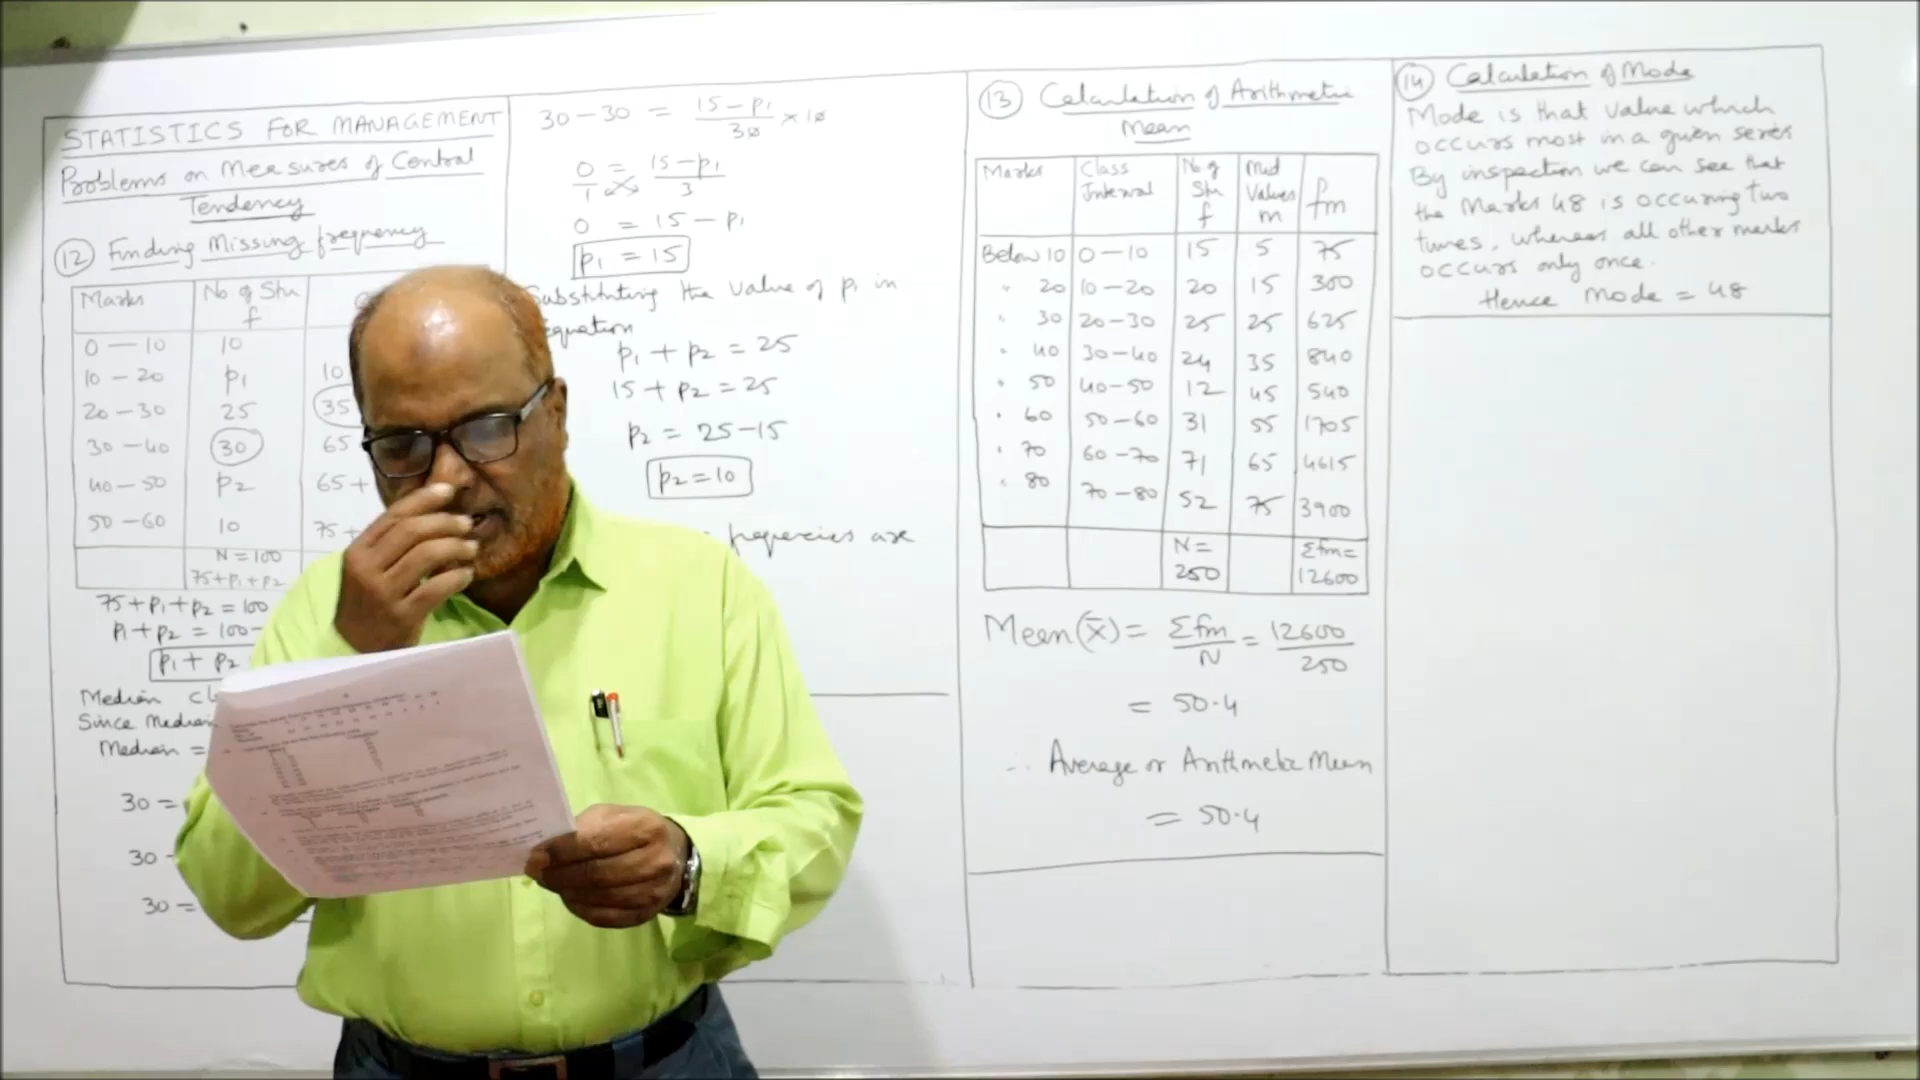 STATISTICS FOR MANAGEMENT
Problems on Measures of Central
Tendency
12 Finding Missing frequency
Marks No of Stu f
0 — 10 10
10 — 20 p1 10
20 — 30 25 35
30 — 40 30 65
40 — 50 p2 65 +
50 — 60 10 75 +
N = 100
75+p1+p2
75+p1+p2 = 100
p1+p2 = 100-
p1+p2
Median
Since Median
Median =
30 =
30 -
30 =
30 — 30 = 15 — p1 / 30 × 10
0 / 1 = 15 — p1 / 3
0 = 15 — p1
p1 = 15
Substituting the value of p1 in
equation
p1 + p2 = 25
15 + p2 = 25
p2 = 25 — 15
p2 = 10
frequencies are
13 Calculation of Arithmetic
Mean
Marks Class Interval No of Stu f Mid Values m fm
Below 10 0 — 10 15 5 75
" 20 10 — 20 20 15 300
" 30 20 — 30 25 25 625
" 40 30 — 40 24 35 840
" 50 40 — 50 12 45 540
" 60 50 — 60 31 55 1705
" 70 60 — 70 71 65 4615
" 80 70 — 80 52 75 3900
N = 250 Σfm = 12600
Mean (x̄) = Σfm / N = 12600 / 250
= 50.4
∴ Average or Arithmetic Mean
= 50.4
14 Calculation of Mode
Mode is that value which
occurs most in a given series
By inspection we can see that
the Marks 48 is occuring two
times, whereas all other marks
occurs only once.
Hence Mode = 48